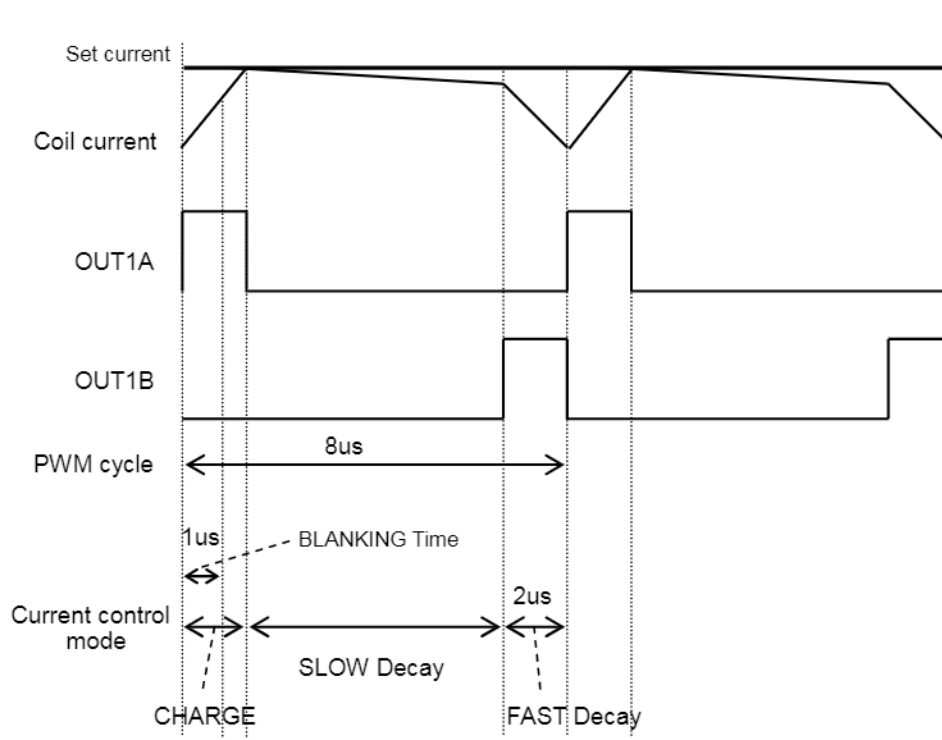 Set current
Coil current
OUT1A
OUT1B
8us
PWM cycle
1us
BLANKING Time
2us
Current control
mode
SLOW Decay
CHARGE
FAST Decay